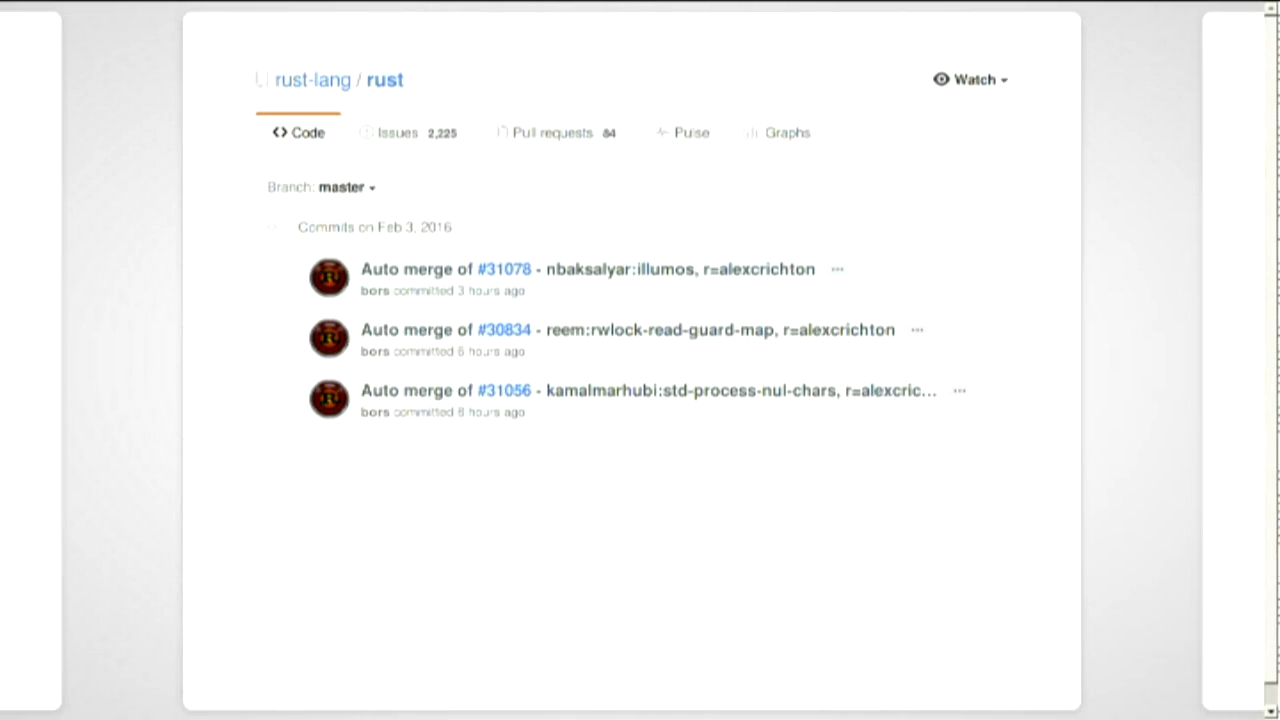 rust-lang / rust
Watch
Code
Issues 2,225
Pull requests 84
Pulse
Graphs
Branch: master
Commits on Feb 3, 2016
Auto merge of #31078 - nbaksalyar:illumos, r=alexcrichton ...
bors committed 3 hours ago
Auto merge of #30834 - reem:rwlock-read-guard-map, r=alexcrichton ...
bors committed 6 hours ago
Auto merge of #31056 - kamalmarhubi:std-process-nul-chars, r=alexcric... ...
bors committed 8 hours ago